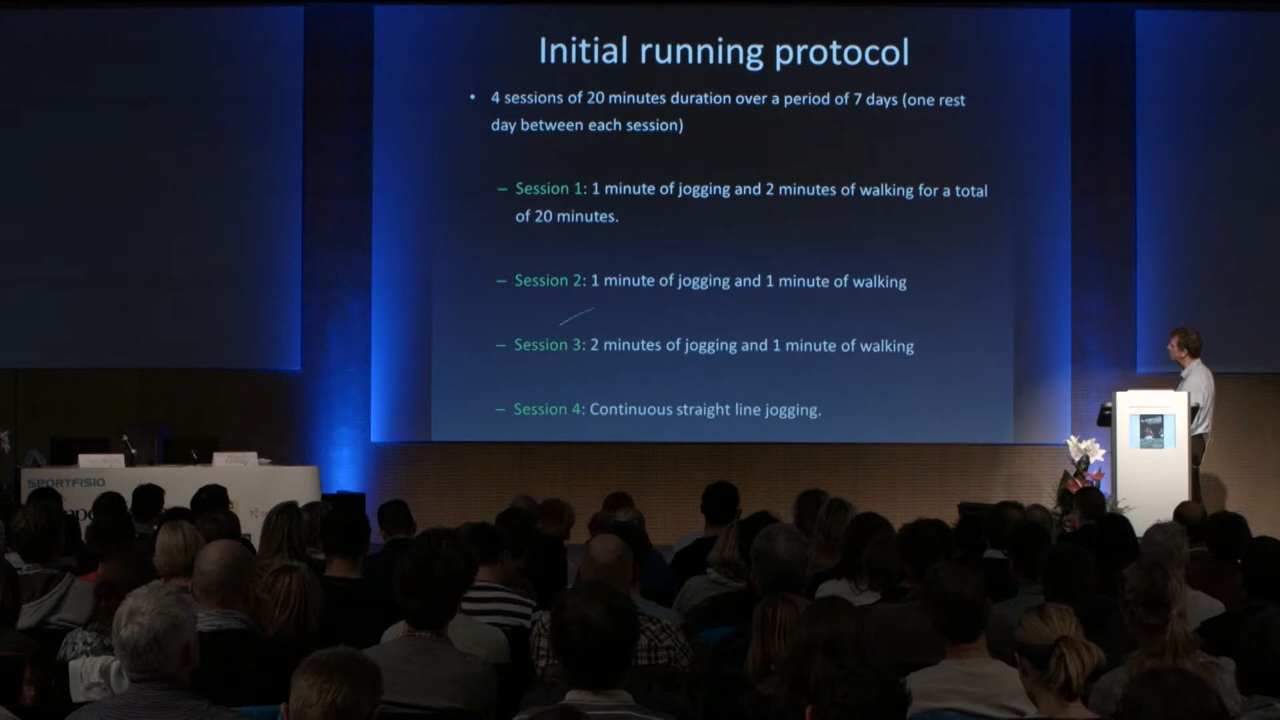 Initial running protocol
• 4 sessions of 20 minutes duration over a period of 7 days (one rest
day between each session)
– Session 1: 1 minute of jogging and 2 minutes of walking for a total
of 20 minutes.
– Session 2: 1 minute of jogging and 1 minute of walking
– Session 3: 2 minutes of jogging and 1 minute of walking
– Session 4: Continuous straight line jogging.
SPORTFISIO